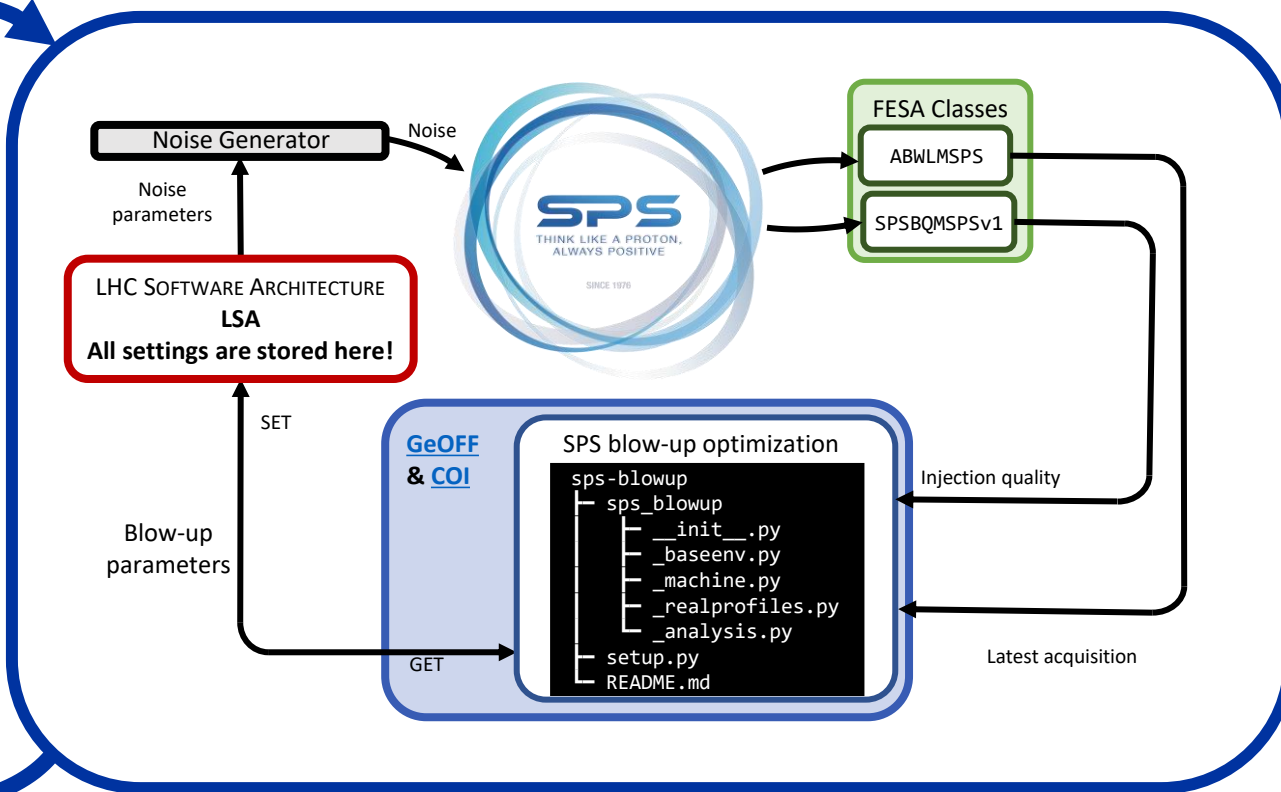 Noise Generator
Noise
Noise
parameters
LHC SOFTWARE ARCHITECTURE
LSA
All settings are stored here!
SET
Blow-up
parameters
GET
SPS
THINK LIKE A PROTON,
ALWAYS POSITIVE
SINCE 1976
FESA Classes
ABWLMSPS
SPSBQMSPSv1
GeOFF
& COI
SPS blow-up optimization
sps-blowup
├─ sps_blowup
│  ├─ __init__.py
│  ├─ _baseenv.py
│  ├─ _machine.py
│  ├─ _realprofiles.py
│  └─ _analysis.py
├─ setup.py
└─ README.md
Injection quality
Latest acquisition